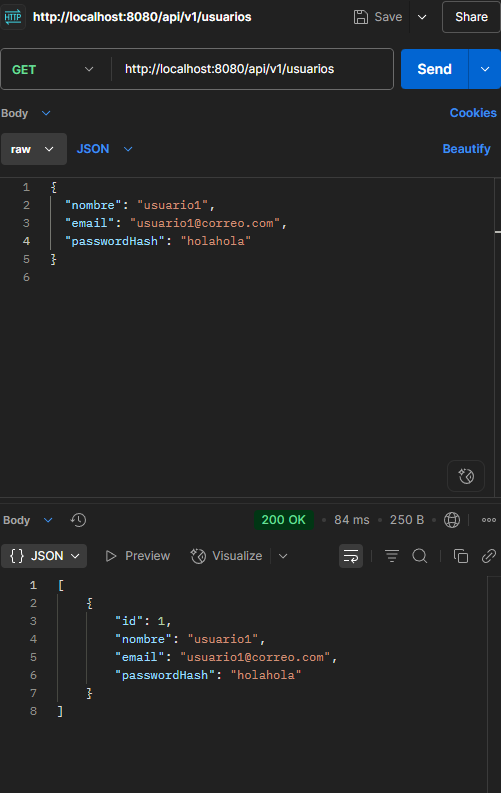 HTTP http://localhost:8080/api/v1/usuarios Save Share
GET http://localhost:8080/api/v1/usuarios Send
Body Cookies
raw JSON Beautify
1 {
2 "nombre": "usuario1",
3 "email": "usuario1@correo.com",
4 "passwordHash": "holahola"
5 }
6
Body 200 OK • 84 ms • 250 B •
{} JSON Preview Visualize
1 [
2 {
3 "id": 1,
4 "nombre": "usuario1",
5 "email": "usuario1@correo.com",
6 "passwordHash": "holahola"
7 }
8 ]